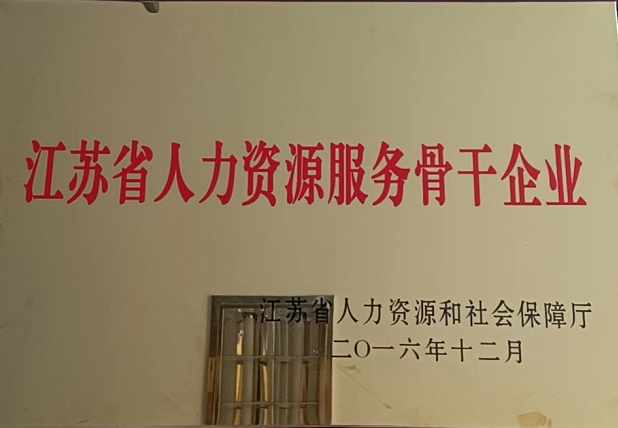 江苏省人力资源服务骨干企业
江苏省人力资源和社会保障厅
二〇一六年十二月